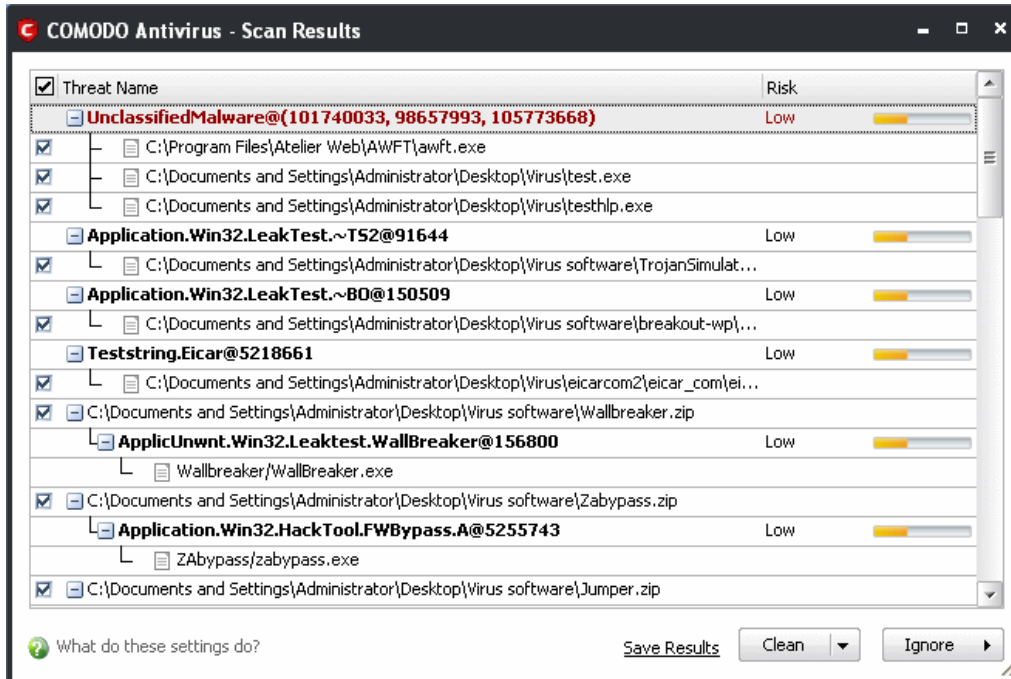 COMODO Antivirus - Scan Results
Threat Name Risk
UnclassifiedMalware@(101740033, 98657993, 105773668) Low
C:\Program Files\Atelier Web\AWFT\awft.exe
C:\Documents and Settings\Administrator\Desktop\Virus\test.exe
C:\Documents and Settings\Administrator\Desktop\Virus\testhlp.exe
Application.Win32.LeakTest.~TS2@91644 Low
C:\Documents and Settings\Administrator\Desktop\Virus software\TrojanSimulat...
Application.Win32.LeakTest.~BO@150509 Low
C:\Documents and Settings\Administrator\Desktop\Virus software\breakout-wp\...
Teststring.Eicar@5218661 Low
C:\Documents and Settings\Administrator\Desktop\Virus\eicarcom2\eicar_com\ei...
C:\Documents and Settings\Administrator\Desktop\Virus software\Wallbreaker.zip
ApplicUnwnt.Win32.Leaktest.WallBreaker@156800 Low
Wallbreaker/WallBreaker.exe
C:\Documents and Settings\Administrator\Desktop\Virus software\Zabypass.zip
Application.Win32.HackTool.FWBypass.A@5255743 Low
ZAbypass/zabypass.exe
C:\Documents and Settings\Administrator\Desktop\Virus software\Jumper.zip
What do these settings do? Save Results Clean Ignore